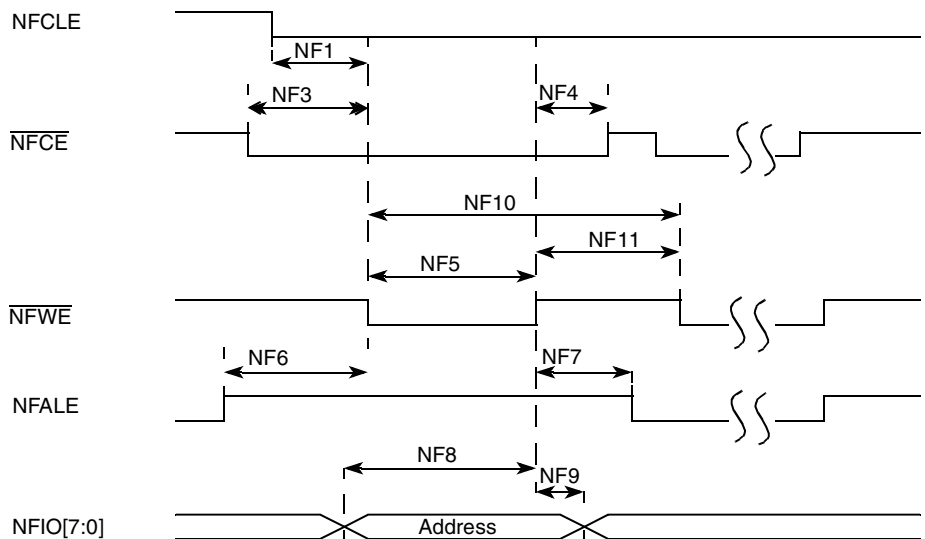 NFCLE
NF1
NF3
NF4
NFCE
NF10
NF11
NF5
NFWE
NF6
NF7
NFALE
NF8
NF9
NFIO[7:0]
Address